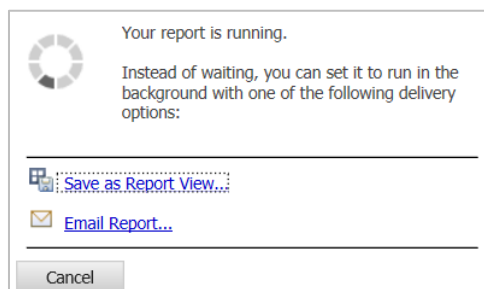 Your report is running.
Instead of waiting, you can set it to run in the
background with one of the following delivery
options:
Save as Report View...
Email Report...
Cancel